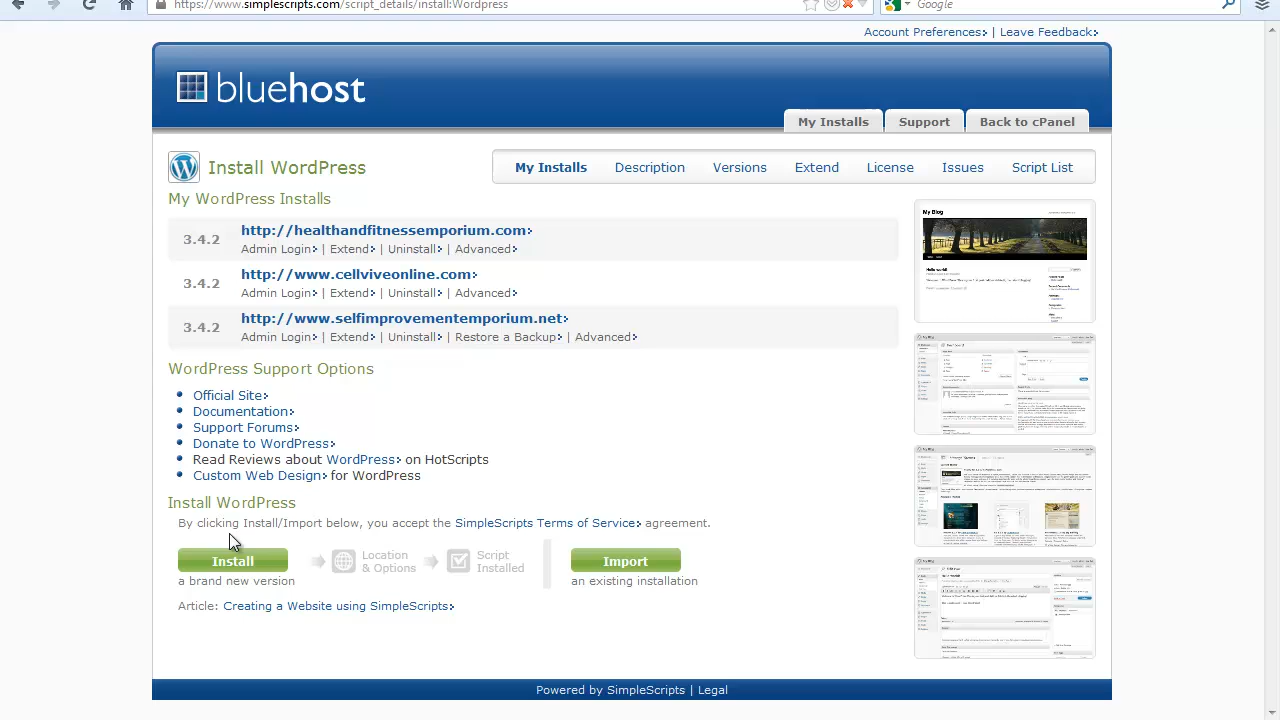 https://www.simplescripts.com/script_details/install:Wordpress
Google
Account Preferences | Leave Feedback
bluehost
My Installs Support Back to cPanel
Install WordPress
My Installs Description Versions Extend License Issues Script List
My WordPress Installs
3.4.2 http://healthandfitnessemporium.com
Admin Login | Extend | Uninstall | Advanced
3.4.2 http://www.cellviveonline.com
Admin Login | Extend | Uninstall | Advanced
3.4.2 http://www.selfimprovementemporium.net
Admin Login | Extend | Uninstall | Restore a Backup | Advanced
WordPress Support Options
Official Site
Documentation
Support Forums
Donate to WordPress
Read Reviews about WordPress on HotScripts
Custom Web Design for WordPress
Install WordPress
By clicking Install/Import below, you accept the SimpleScripts Terms of Service agreement.
Install Location & Options Script Installed Import
a brand new version an existing installation
Article: Creating a Website using SimpleScripts
My Blog
Hello world!
Powered by SimpleScripts | Legal